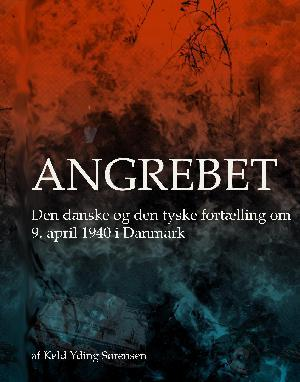 ANGREBET
Den danske og den tyske fortælling om
9. april 1940 i Danmark
af Keld Yding Sørensen